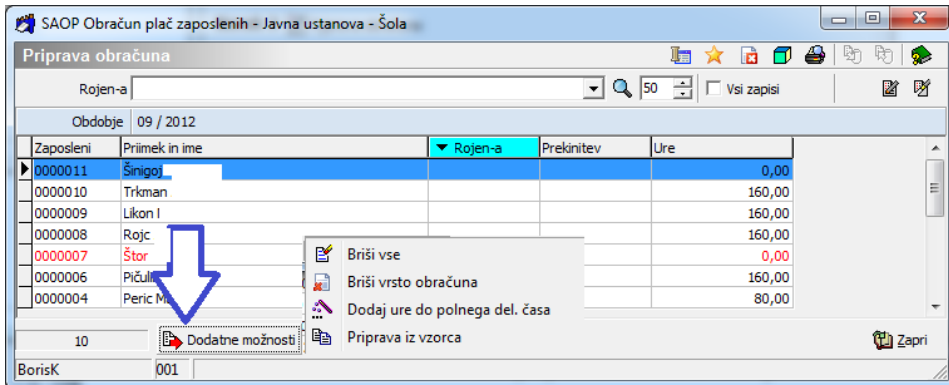 SAOP Obračun plač zaposlenih - Javna ustanova - Šola
Priprava obračuna
Rojen-a 50 Vsi zapisi
Obdobje 09 / 2012
Zaposleni Priimek in ime Rojen-a Prekinitev Ure
0000011 Šinigoj 0,00
0000010 Trkman 160,00
0000009 Likon 160,00
0000008 Rojc 160,00
0000007 Štor 0,00
0000006 160,00
0000004 Peric 80,00
Briši vse
Briši vrsto obračuna
Dodaj ure do polnega del. časa
Priprava iz vzorca
10 Dodatne možnosti Zapri
BorisK 001